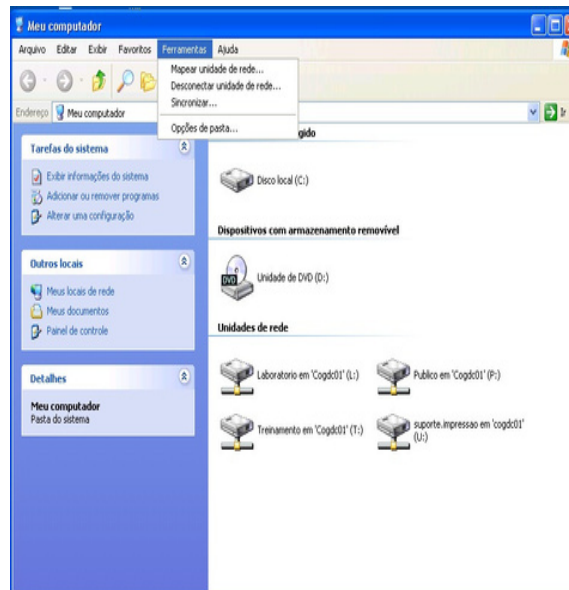 Meu computador
Arquivo Editar Exibir Favoritos Ferramentas Ajuda
Mapear unidade de rede...
Desconectar unidade de rede...
Sincronizar...
Opções de pasta...
Endereço Meu computador Ir
Tarefas do sistema
Exibir informações do sistema
Adicionar ou remover programas
Alterar uma configuração
Outros locais
Meus locais de rede
Meus documentos
Painel de controle
Detalhes
Meu computador
Pasta do sistema
gido
Disco local (C:)
Dispositivos com armazenamento removível
DVD
Unidade de DVD (D:)
Unidades de rede
Laboratorio em 'Cogdc01' (L:)
Publico em 'Cogdc01' (P:)
Treinamento em 'Cogdc01' (T:)
suporte.impressao em 'cogdc01'
(U:)